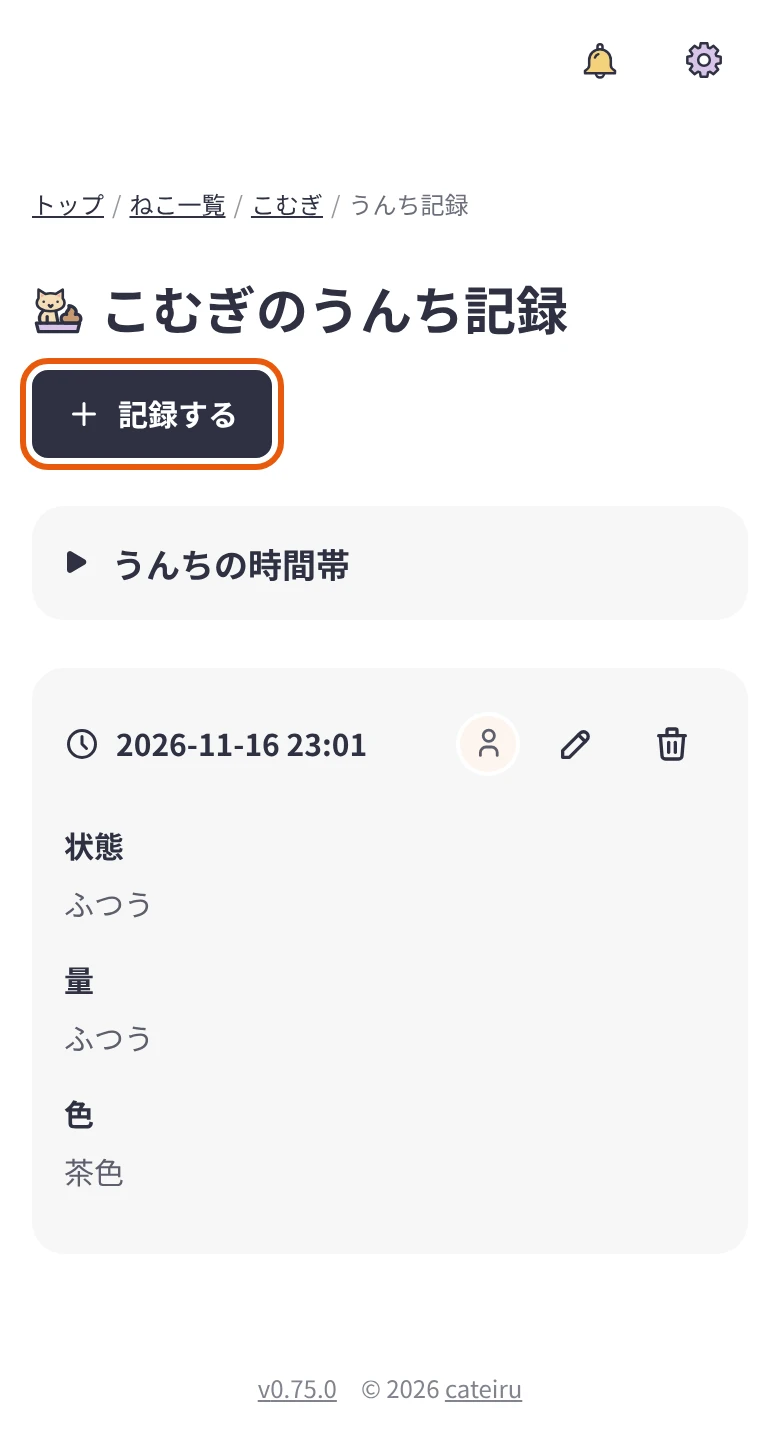 トップ / ねこ一覧 / こむぎ / うんち記録
こむぎのうんち記録
記録する
うんちの時間帯
2026-11-16 23:01
状態
ふつう
量
ふつう
色
茶色
v0.75.0 © 2026 cateiru